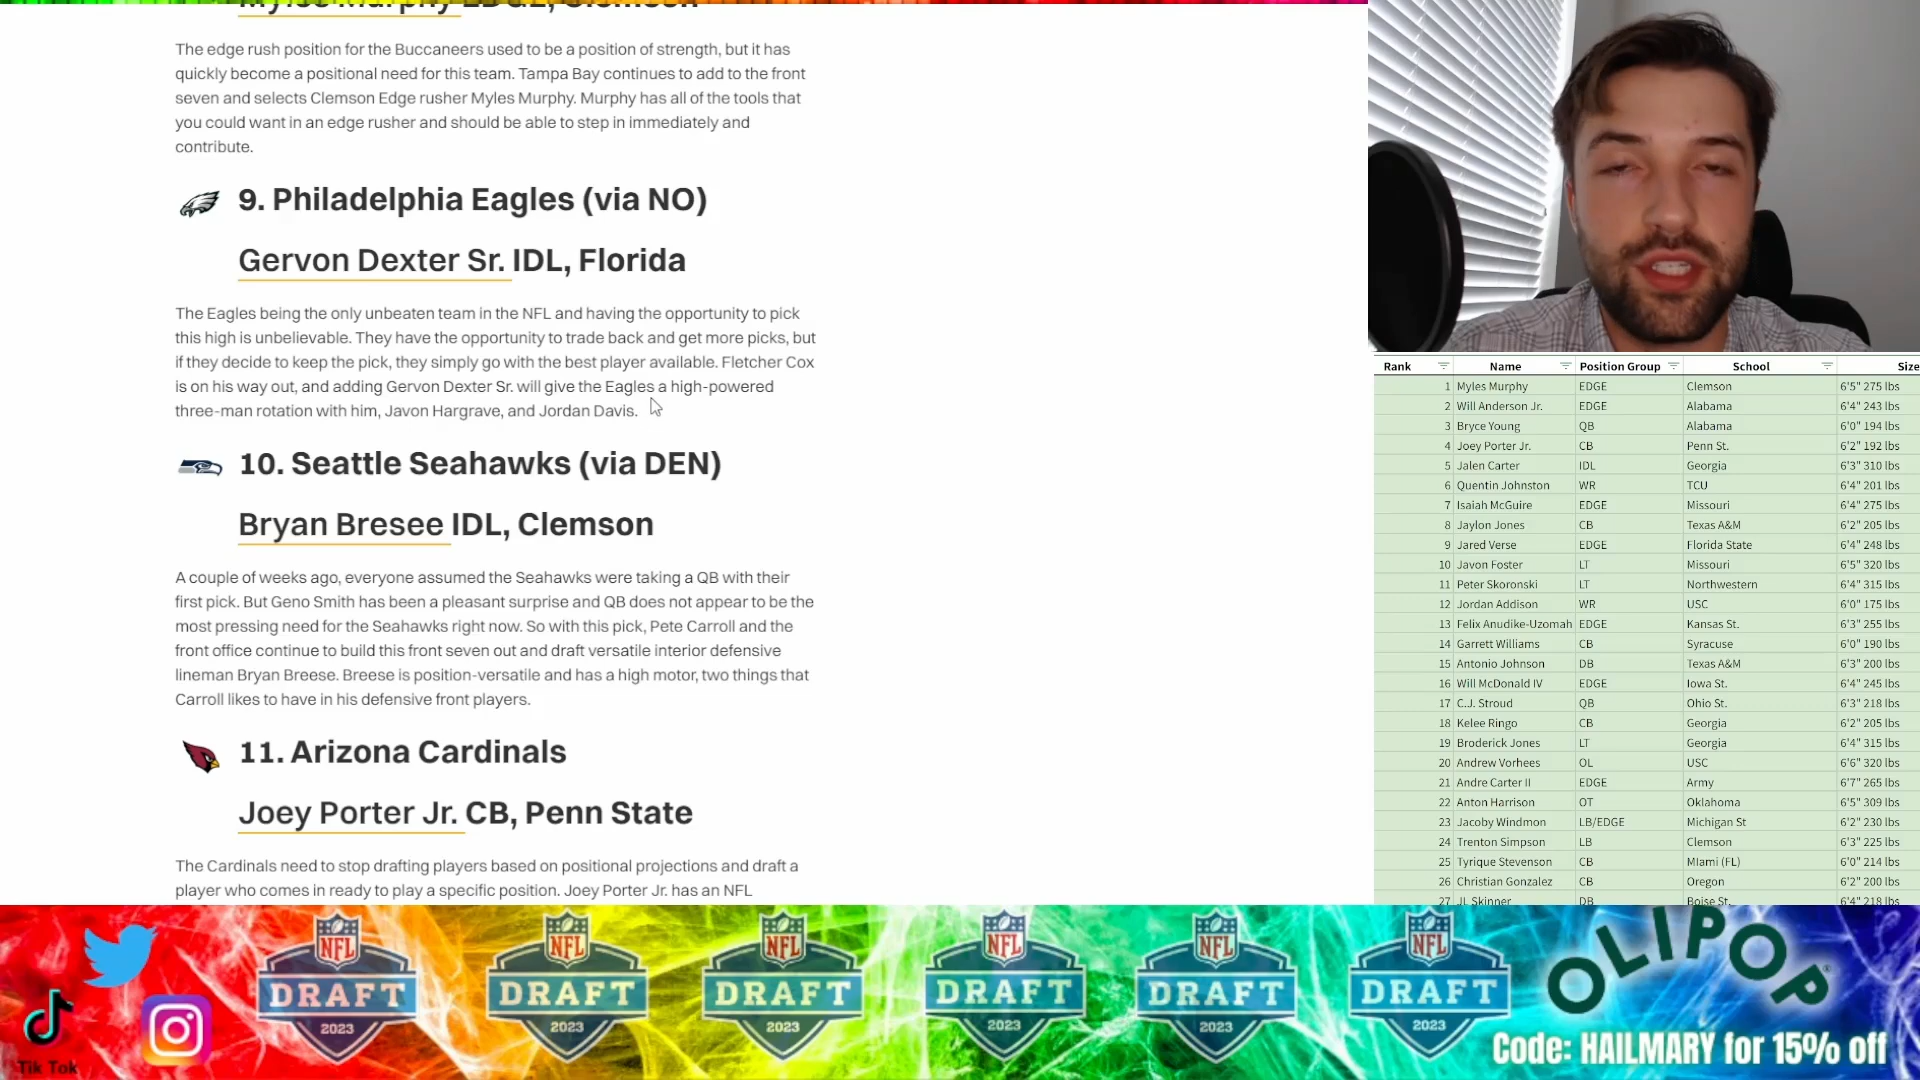 Myles Murphy EDGE, Clemson
The edge rush position for the Buccaneers used to be a position of strength, but it has
quickly become a positional need for this team. Tampa Bay continues to add to the front
seven and selects Clemson Edge rusher Myles Murphy. Murphy has all of the tools that
you could want in an edge rusher and should be able to step in immediately and
contribute.
9. Philadelphia Eagles (via NO)
Gervon Dexter Sr. IDL, Florida
The Eagles being the only unbeaten team in the NFL and having the opportunity to pick
this high is unbelievable. They have the opportunity to trade back and get more picks, but
if they decide to keep the pick, they simply go with the best player available. Fletcher Cox
is on his way out, and adding Gervon Dexter Sr. will give the Eagles a high-powered
three-man rotation with him, Javon Hargrave, and Jordan Davis.
10. Seattle Seahawks (via DEN)
Bryan Bresee IDL, Clemson
A couple of weeks ago, everyone assumed the Seahawks were taking a QB with their
first pick. But Geno Smith has been a pleasant surprise and QB does not appear to be the
most pressing need for the Seahawks right now. So with this pick, Pete Carroll and the
front office continue to build this front seven out and draft versatile interior defensive
lineman Bryan Breese. Breese is position-versatile and has a high motor, two things that
Carroll likes to have in his defensive front players.
11. Arizona Cardinals
Joey Porter Jr. CB, Penn State
The Cardinals need to stop drafting players based on positional projections and draft a
player who comes in ready to play a specific position. Joey Porter Jr. has an NFL
Rank Name Position Group School Size
1 Myles Murphy EDGE Clemson 6'5" 275 lbs
2 Will Anderson Jr. EDGE Alabama 6'4" 243 lbs
3 Bryce Young QB Alabama 6'0" 194 lbs
4 Joey Porter Jr. CB Penn St. 6'2" 192 lbs
5 Jalen Carter IDL Georgia 6'3" 310 lbs
6 Quentin Johnston WR TCU 6'4" 201 lbs
7 Isaiah McGuire EDGE Missouri 6'4" 275 lbs
8 Jaylon Jones CB Texas A&M 6'2" 205 lbs
9 Jared Verse EDGE Florida State 6'4" 248 lbs
10 Javon Foster LT Missouri 6'5" 320 lbs
11 Peter Skoronski LT Northwestern 6'4" 315 lbs
12 Jordan Addison WR USC 6'0" 175 lbs
13 Felix Anudike-Uzomah EDGE Kansas St. 6'3" 255 lbs
14 Garrett Williams CB Syracuse 6'0" 190 lbs
15 Antonio Johnson DB Texas A&M 6'3" 200 lbs
16 Will McDonald IV EDGE Iowa St. 6'4" 245 lbs
17 C.J. Stroud QB Ohio St. 6'3" 218 lbs
18 Kelee Ringo CB Georgia 6'2" 205 lbs
19 Broderick Jones LT Georgia 6'4" 315 lbs
20 Andrew Vorhees OL USC 6'6" 320 lbs
21 Andre Carter II EDGE Army 6'7" 265 lbs
22 Anton Harrison OT Oklahoma 6'5" 309 lbs
23 Jacoby Windmon LB/EDGE Michigan St 6'2" 230 lbs
24 Trenton Simpson LB Clemson 6'3" 225 lbs
25 Tyrique Stevenson CB MIami (FL) 6'0" 214 lbs
26 Christian Gonzalez CB Oregon 6'2" 200 lbs
27 JL Skinner DB Boise St. 6'4" 218 lbs
Tik Tok
NFL DRAFT 2023
NFL DRAFT 2023
NFL DRAFT 2023
NFL DRAFT 2023
NFL DRAFT 2023
NFL DRAFT 2023
OLIPOP®
Code: HAILMARY for 15% off